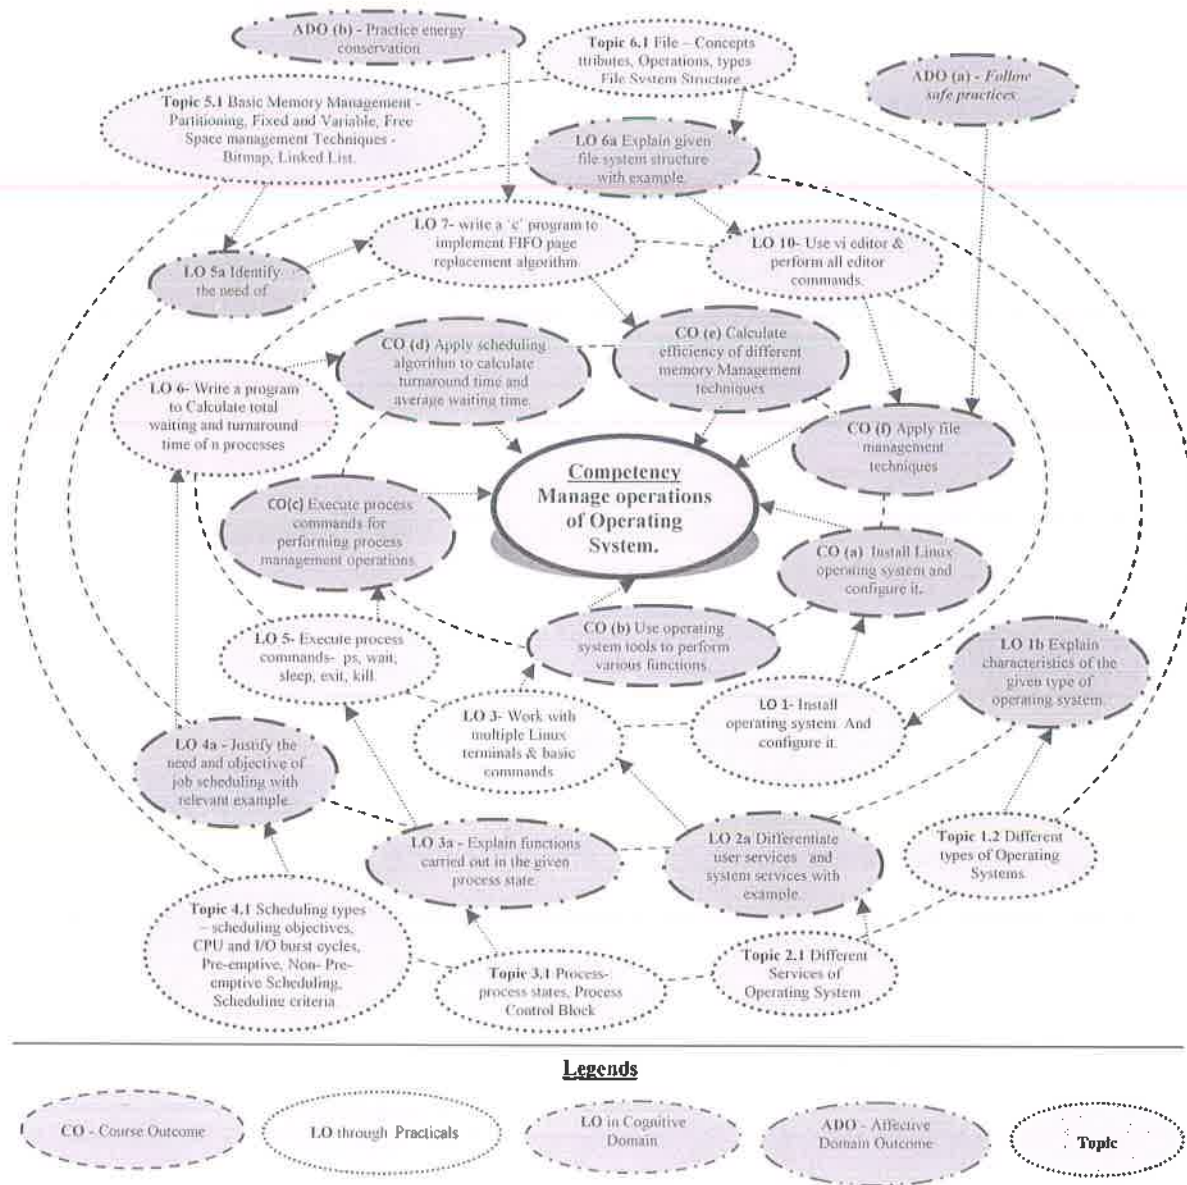 ADO (b) - Practice energy
conservation
Topic 6.1 File – Concepts
ttributes, Operations, types
File System Structure
ADO (a) - Follow
safe practices
Topic 5.1 Basic Memory Management -
Partitioning, Fixed and Variable, Free
Space management Techniques -
Bitmap, Linked List.
LO 6a Explain given
file system structure
with example.
LO 7- write a 'c' program to
implement FIFO page
replacement algorithm
LO 10- Use vi editor &
perform all editor
commands.
LO 5a Identify
the need of
CO (d) Apply scheduling
algorithm to calculate
turnaround time and
average waiting time.
CO (e) Calculate
efficiency of different
memory Management
techniques
LO 6- Write a program
to Calculate total
waiting and turnaround
time of n processes
CO (f) Apply file
management
techniques
Competency
Manage operations
of Operating
System.
CO(c) Execute process
commands for
performing process
management operations.
CO (a) Install Linux
operating system and
configure it.
CO (b) Use operating
system tools to perform
various functions.
LO 5- Execute process
commands- ps, wait,
sleep, exit, kill.
LO 1b Explain
characteristics of the
given type of
operating system.
LO 3- Work with
multiple Linux
terminals & basic
commands
LO 1- Install
operating system. And
configure it.
LO 4a - Justify the
need and objective of
job scheduling with
relevant example.
LO 3a - Explain functions
carried out in the given
process state.
LO 2a Differentiate
user services and
system services with
example.
Topic 1.2 Different
types of Operating
Systems.
Topic 4.1 Scheduling types
– scheduling objectives,
CPU and I/O burst cycles,
Pre-emptive, Non- Pre-
emptive Scheduling,
Scheduling criteria
Topic 3.1 Process-
process states, Process
Control Block
Topic 2.1 Different
Services of
Operating System
Legends
CO - Course Outcome
LO through Practicals
LO in Cognitive
Domain
ADO - Affective
Domain Outcome
Topic